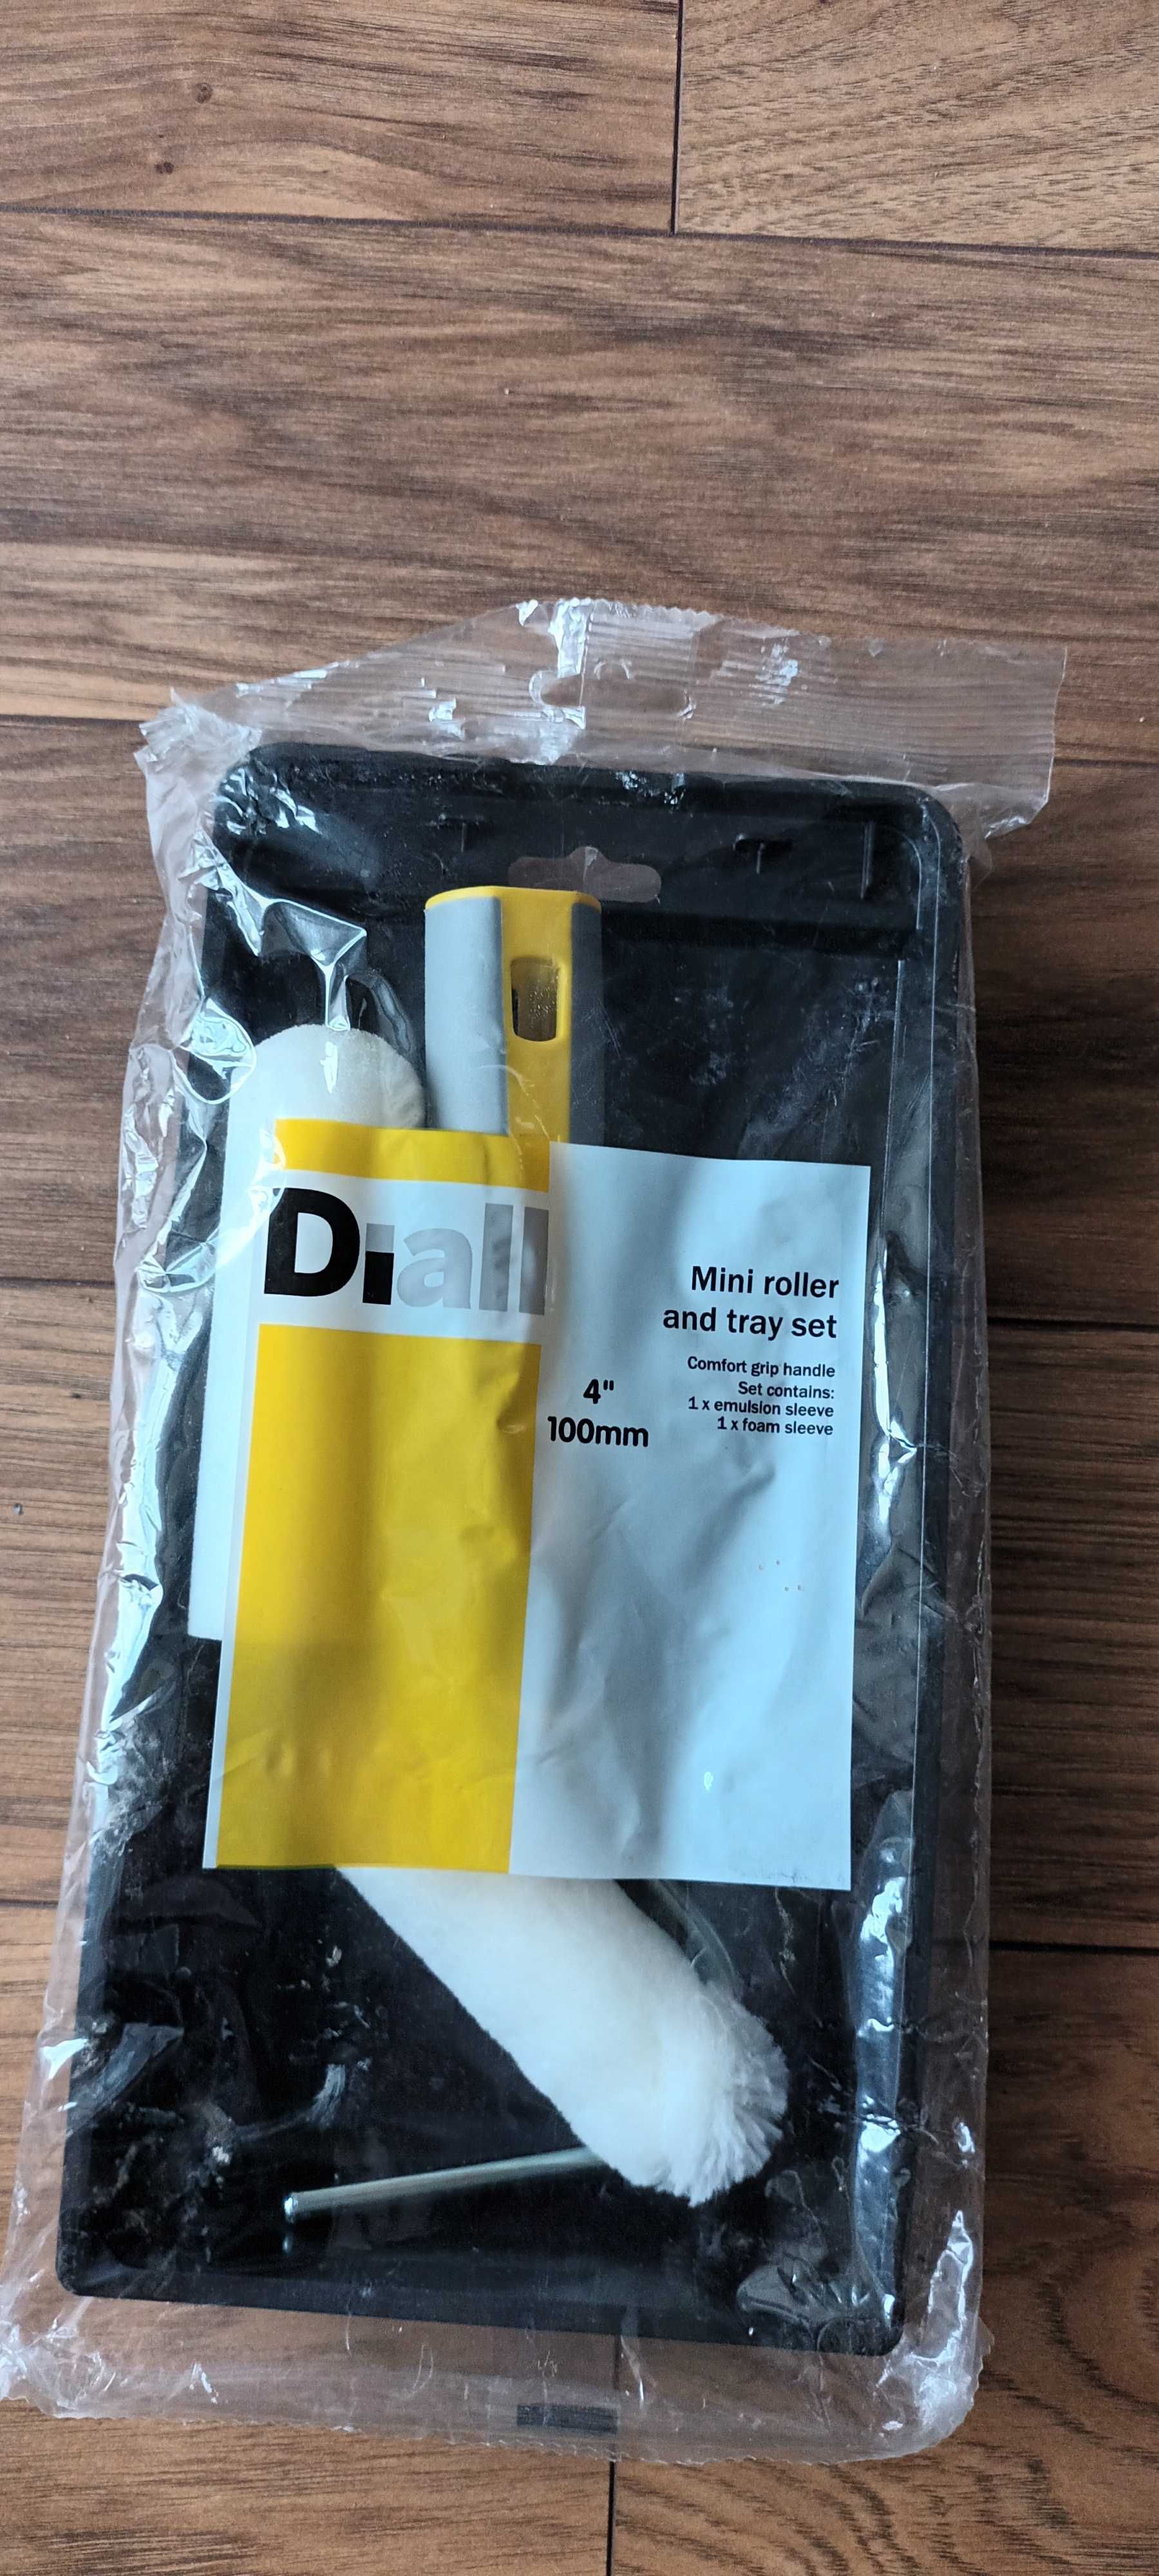 Diall
Mini roller
and tray set
Comfort grip handle
Set contains:
1 x emulsion sleeve
1 x foam sleeve
4"
100mm